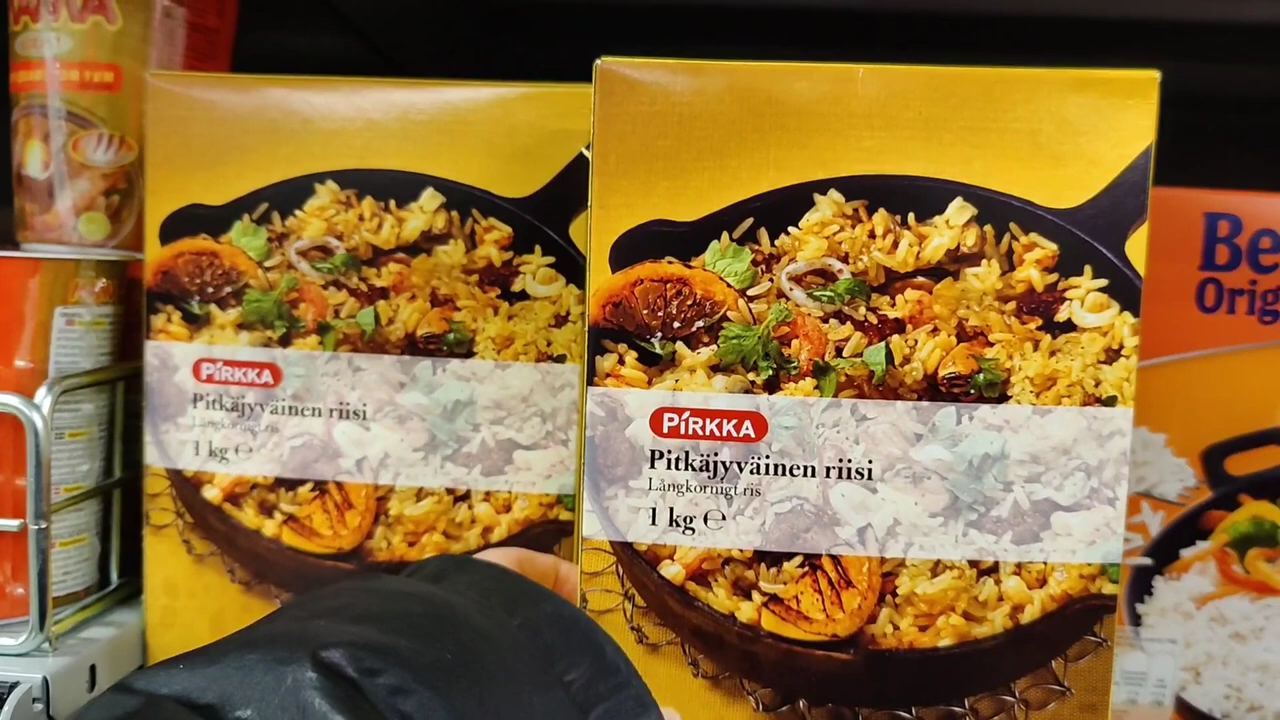 PIRKKA
Pitkäjyväinen riisi
Långkornigt ris
1 kg ℮
PIRKKA
Pitkäjyväinen riisi
Långkornigt ris
1 kg ℮
Be
Orig